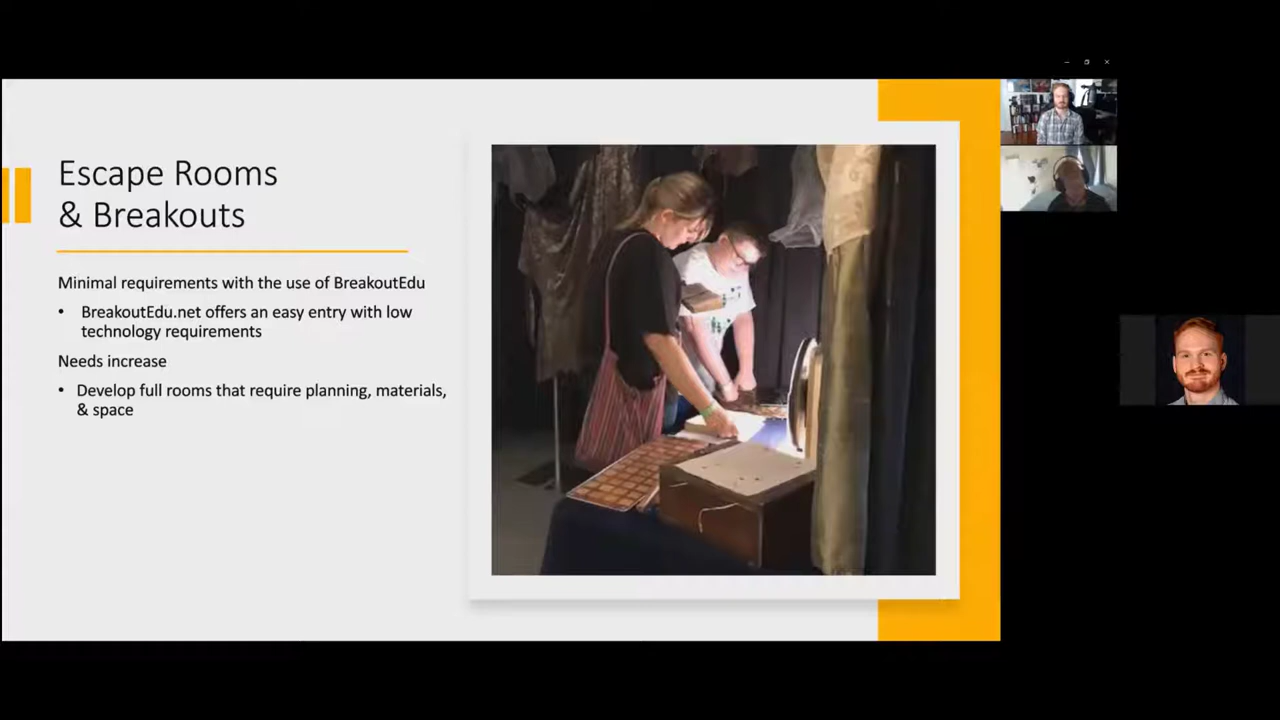 Escape Rooms
& Breakouts
Minimal requirements with the use of BreakoutEdu
• BreakoutEdu.net offers an easy entry with low
technology requirements
Needs increase
• Develop full rooms that require planning, materials,
& space